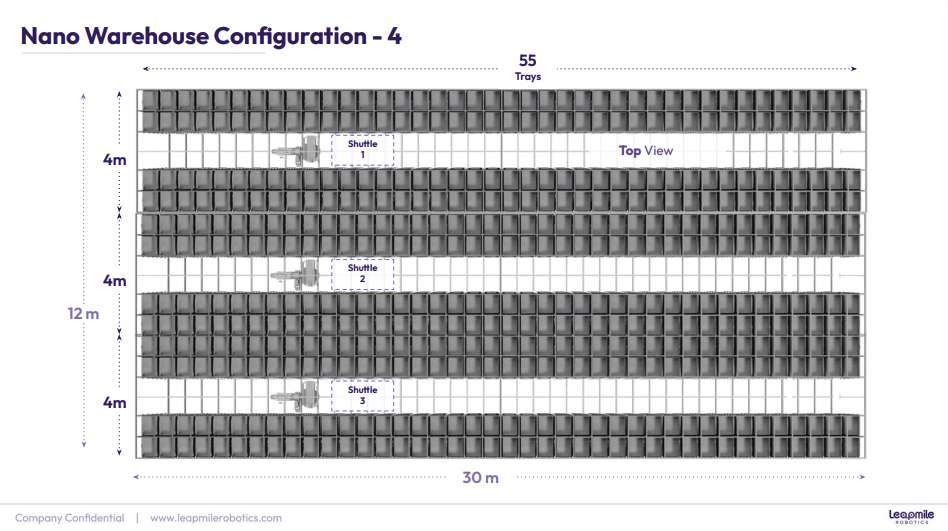 Nano Warehouse Configuration - 4
55
Trays
4m
Shuttle
1
Top View
4m
Shuttle
2
12 m
4m
Shuttle
3
30 m
Company Confidential | www.leapmilerobotics.com
Leapmile
ROBOTICS